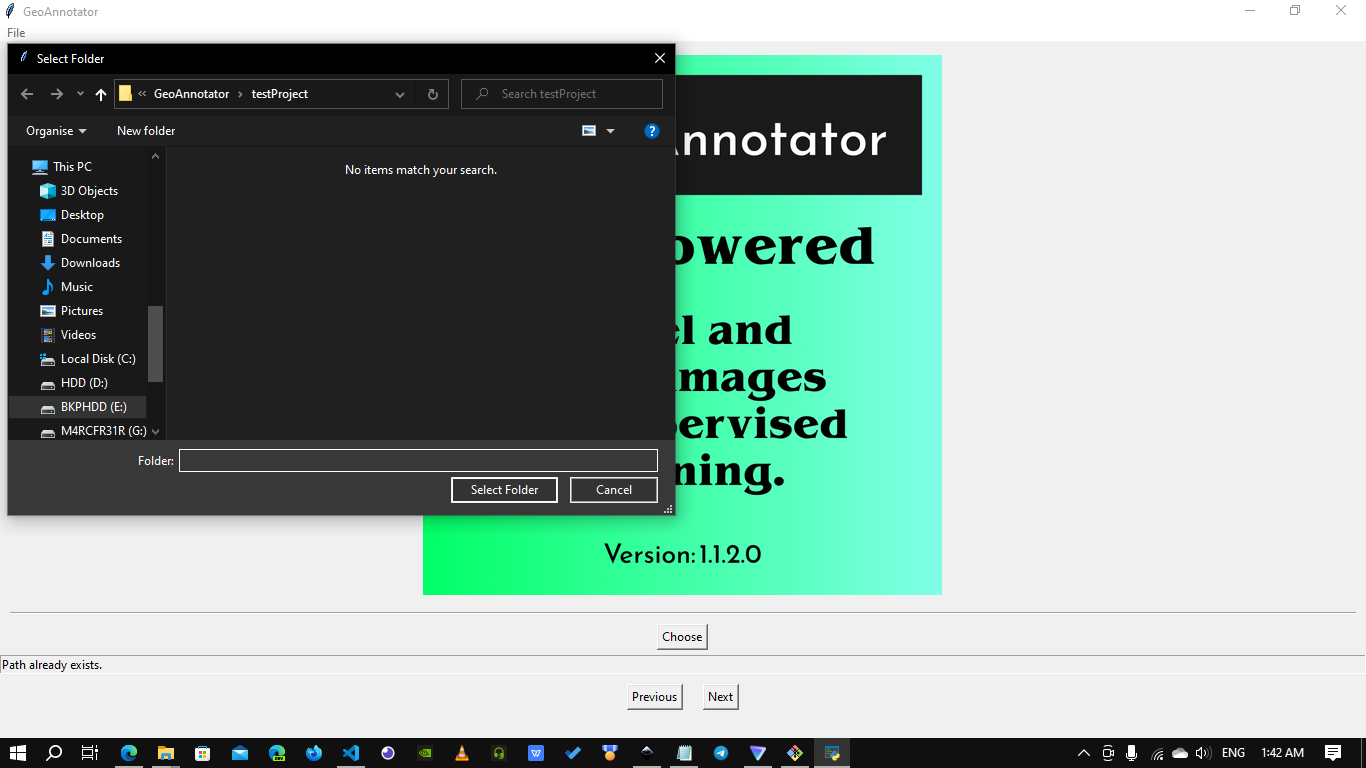 GeoAnnotator
File
Select Folder
« GeoAnnotator › testProject
Search testProject
Organise
New folder
?
This PC
3D Objects
Desktop
Documents
Downloads
Music
Pictures
Videos
Local Disk (C:)
HDD (D:)
BKPHDD (E:)
M4RCFR31R (G:)
No items match your search.
Folder:
Select Folder
Cancel
Annotator
owered
el and
mages
pervised
ning.
Version: 1.1.2.0
Choose
Path already exists.
Previous
Next
ENG
1:42 AM